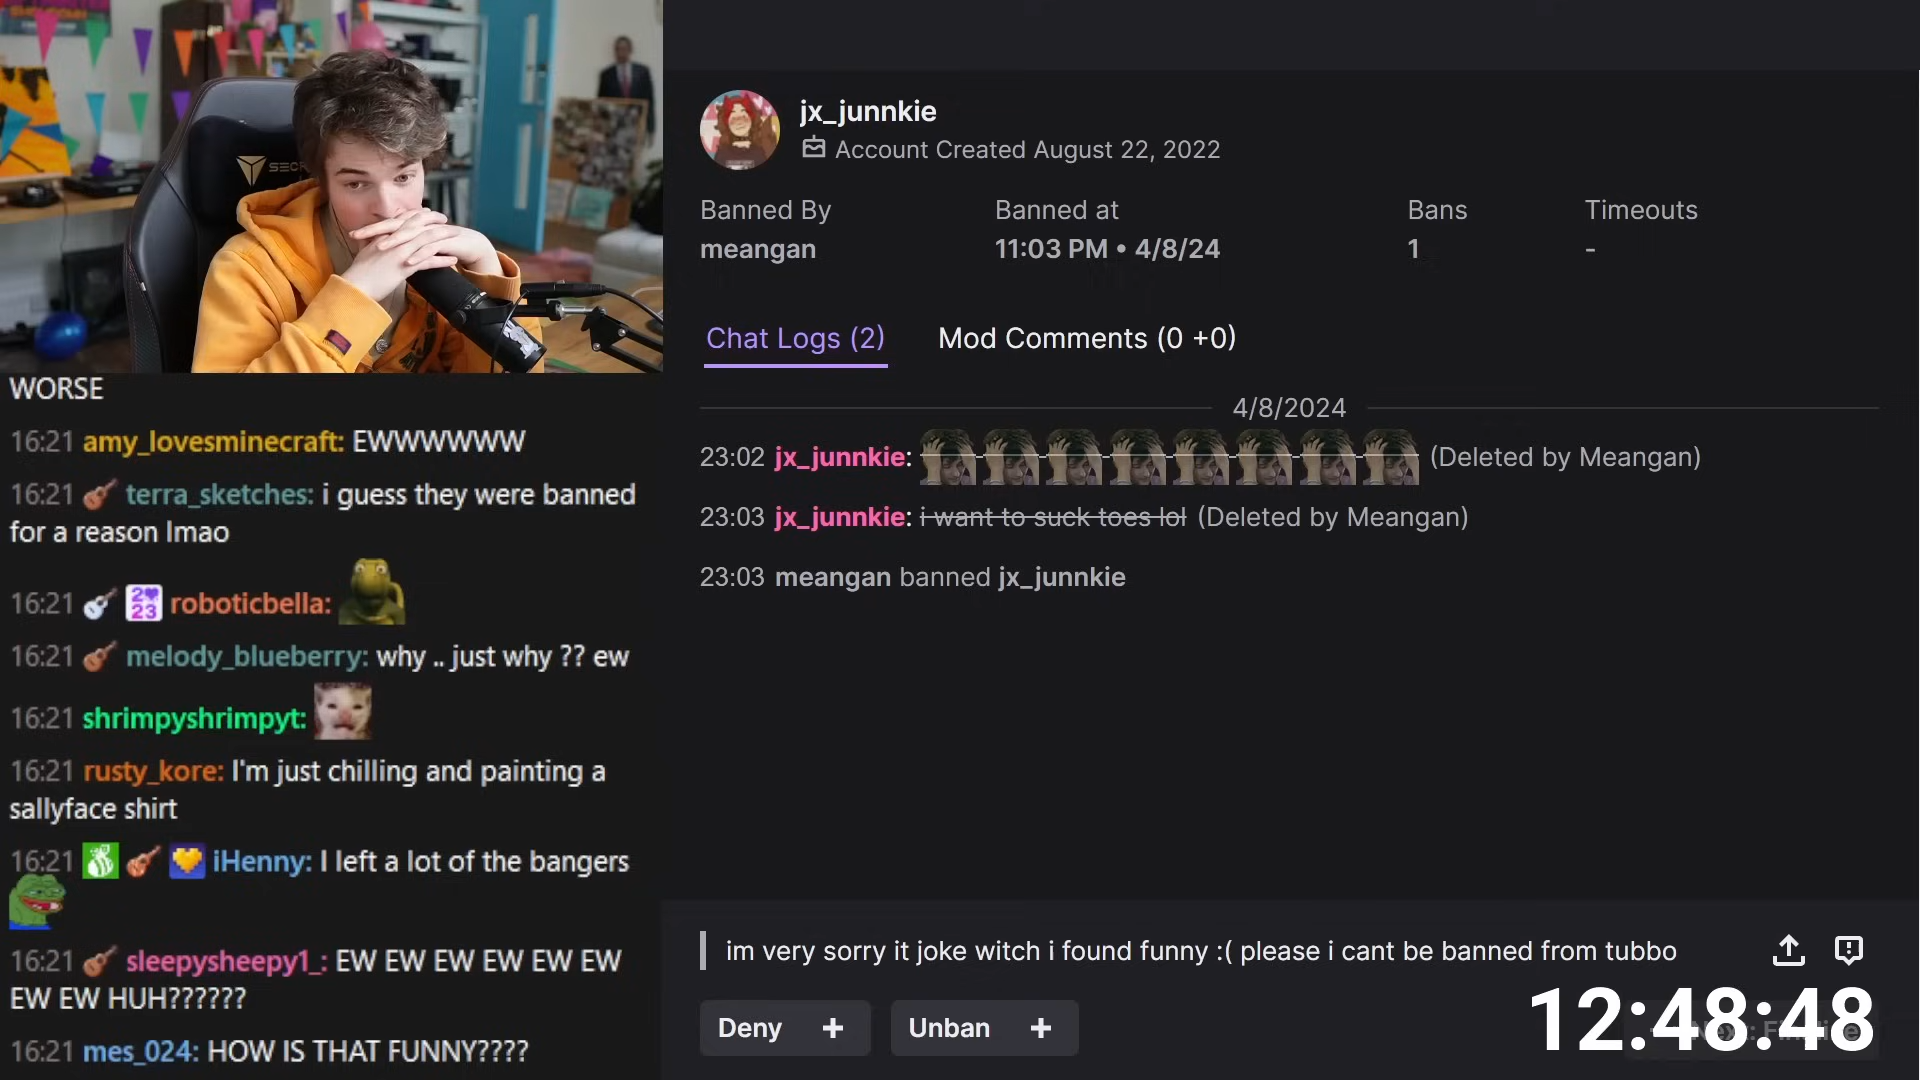 SEC
WORSE
16:21 amy_lovesminecraft: EWWWWWW
16:21 terra_sketches: i guess they were banned
for a reason lmao
16:21 2 23 roboticbella:
16:21 melody_blueberry: why .. just why ?? ew
16:21 shrimpyshrimpyt:
16:21 rusty_kore: I'm just chilling and painting a
sallyface shirt
16:21 iHenny: I left a lot of the bangers
16:21 sleepysheepy1_: EW EW EW EW EW EW
EW EW HUH??????
16:21 mes_024: HOW IS THAT FUNNY????
jx_junnkie
Account Created August 22, 2022
Banned By Banned at Bans Timeouts
meangan 11:03 PM • 4/8/24 1 -
Chat Logs (2) Mod Comments (0 +0)
4/8/2024
23:02 jx_junnkie: (Deleted by Meangan)
23:03 jx_junnkie: i want to suck toes lol (Deleted by Meangan)
23:03 meangan banned jx_junnkie
im very sorry it joke witch i found funny :( please i cant be banned from tubbo
Deny + Unban +
12:48:48